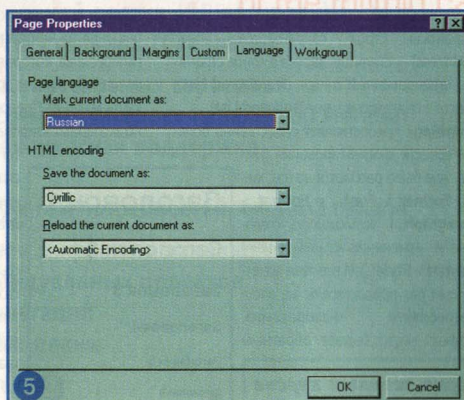 Page Properties
General Background Margins Custom Language Workgroup
Page language
Mark current document as:
Russian
HTML encoding
Save the document as:
Cyrillic
Reload the current document as:
<Automatic Encoding>
5 OK Cancel